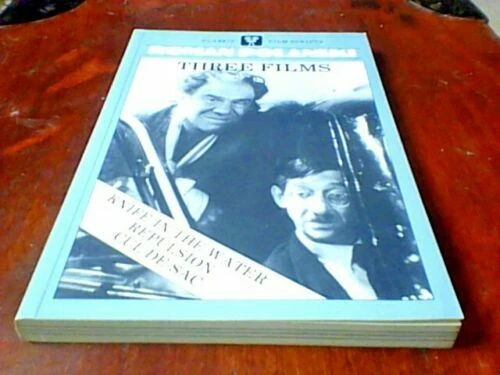 CLASSIC FILM SCRIPTS
ROMAN POLANSKI
THREE FILMS
KNIFE IN THE WATER
REPULSION
CUL-DE-SAC